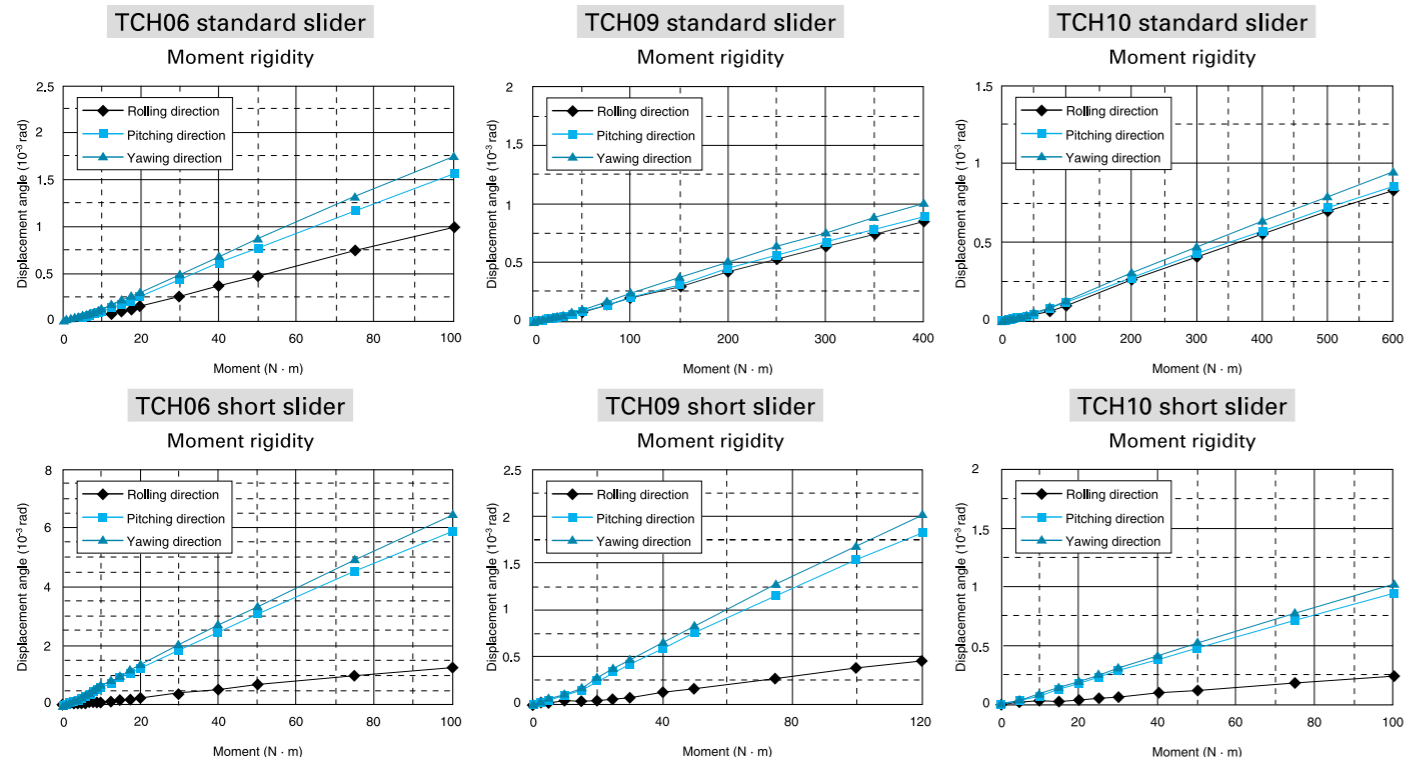 TCH06 standard slider
Moment rigidity
Displacement angle (10⁻³ rad)
2.5
2
1.5
1
0.5
0
Rolling direction
Pitching direction
Yawing direction
0 20 40 60 80 100
Moment (N · m)
TCH09 standard slider
Moment rigidity
Displacement angle (10⁻³ rad)
2
1.5
1
0.5
0
Rolling direction
Pitching direction
Yawing direction
0 100 200 300 400
Moment (N · m)
TCH10 standard slider
Moment rigidity
Displacement angle (10⁻³ rad)
1.5
1
0.5
0
Rolling direction
Pitching direction
Yawing direction
0 100 200 300 400 500 600
Moment (N · m)
TCH06 short slider
Moment rigidity
Displacement angle (10⁻³ rad)
8
6
4
2
0
Rolling direction
Pitching direction
Yawing direction
0 20 40 60 80 100
Moment (N · m)
TCH09 short slider
Moment rigidity
Displacement angle (10⁻³ rad)
2.5
2
1.5
1
0.5
0
Rolling direction
Pitching direction
Yawing direction
0 40 80 120
Moment (N · m)
TCH10 short slider
Moment rigidity
Displacement angle (10⁻³ rad)
2
1.5
1
0.5
0
Rolling direction
Pitching direction
Yawing direction
0 20 40 60 80 100
Moment (N · m)